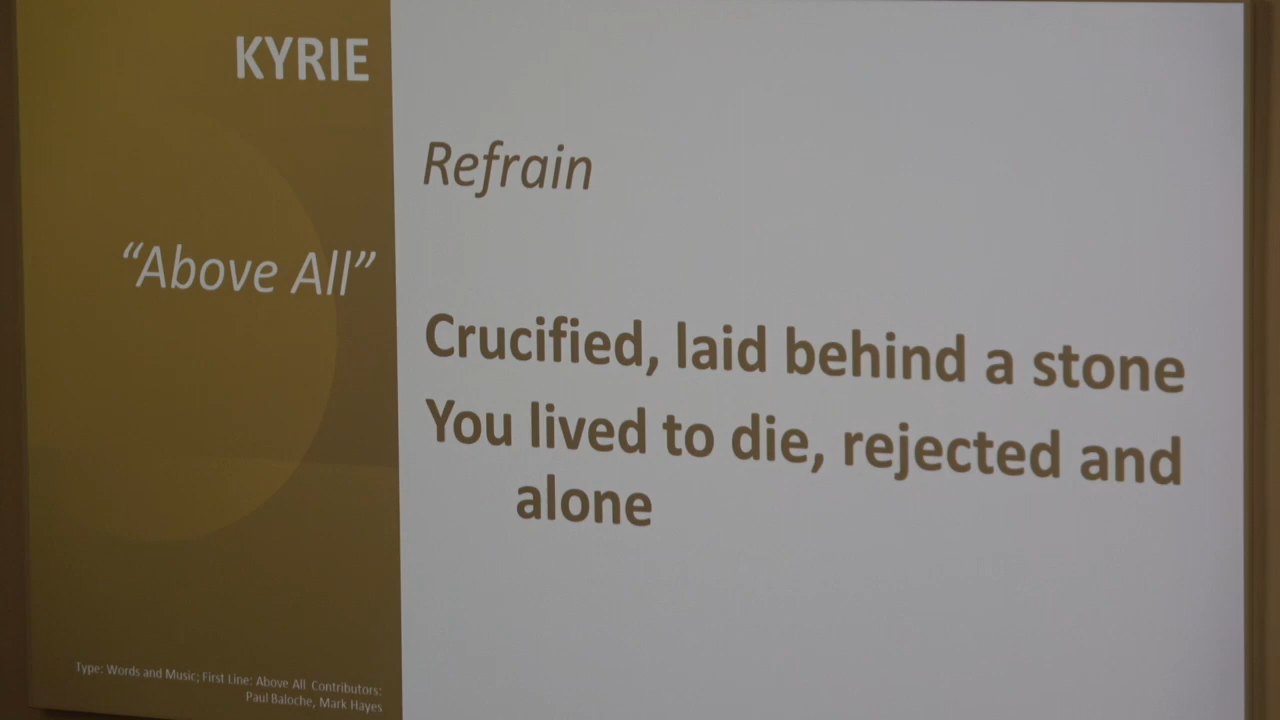 KYRIE
“Above All”
Type: Words and Music; First Line: Above All Contributors:
Paul Baloche, Mark Hayes
Refrain
Crucified, laid behind a stone
You lived to die, rejected and
alone